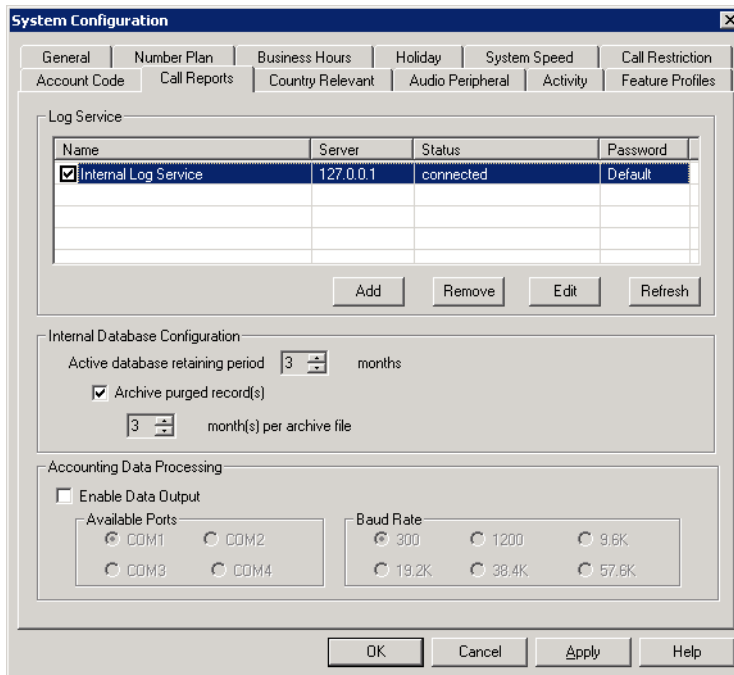 System Configuration
General Number Plan Business Hours Holiday System Speed Call Restriction
Account Code Call Reports Country Relevant Audio Peripheral Activity Feature Profiles
Log Service
Name Server Status Password
Internal Log Service 127.0.0.1 connected Default
Add Remove Edit Refresh
Internal Database Configuration
Active database retaining period 3 months
Archive purged record(s)
3 month(s) per archive file
Accounting Data Processing
Enable Data Output
Available Ports Baud Rate
COM1 COM2 300 1200 9.6K
COM3 COM4 19.2K 38.4K 57.6K
OK Cancel Apply Help